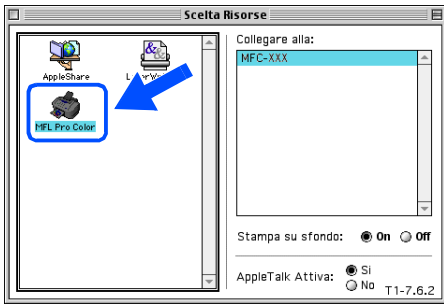 Scelta Risorse
AppleShare
MFL Pro Color
Collegare alla:
MFC-XXX
Stampa su sfondo: On Off
AppleTalk Attiva: Si
No
T1-7.6.2